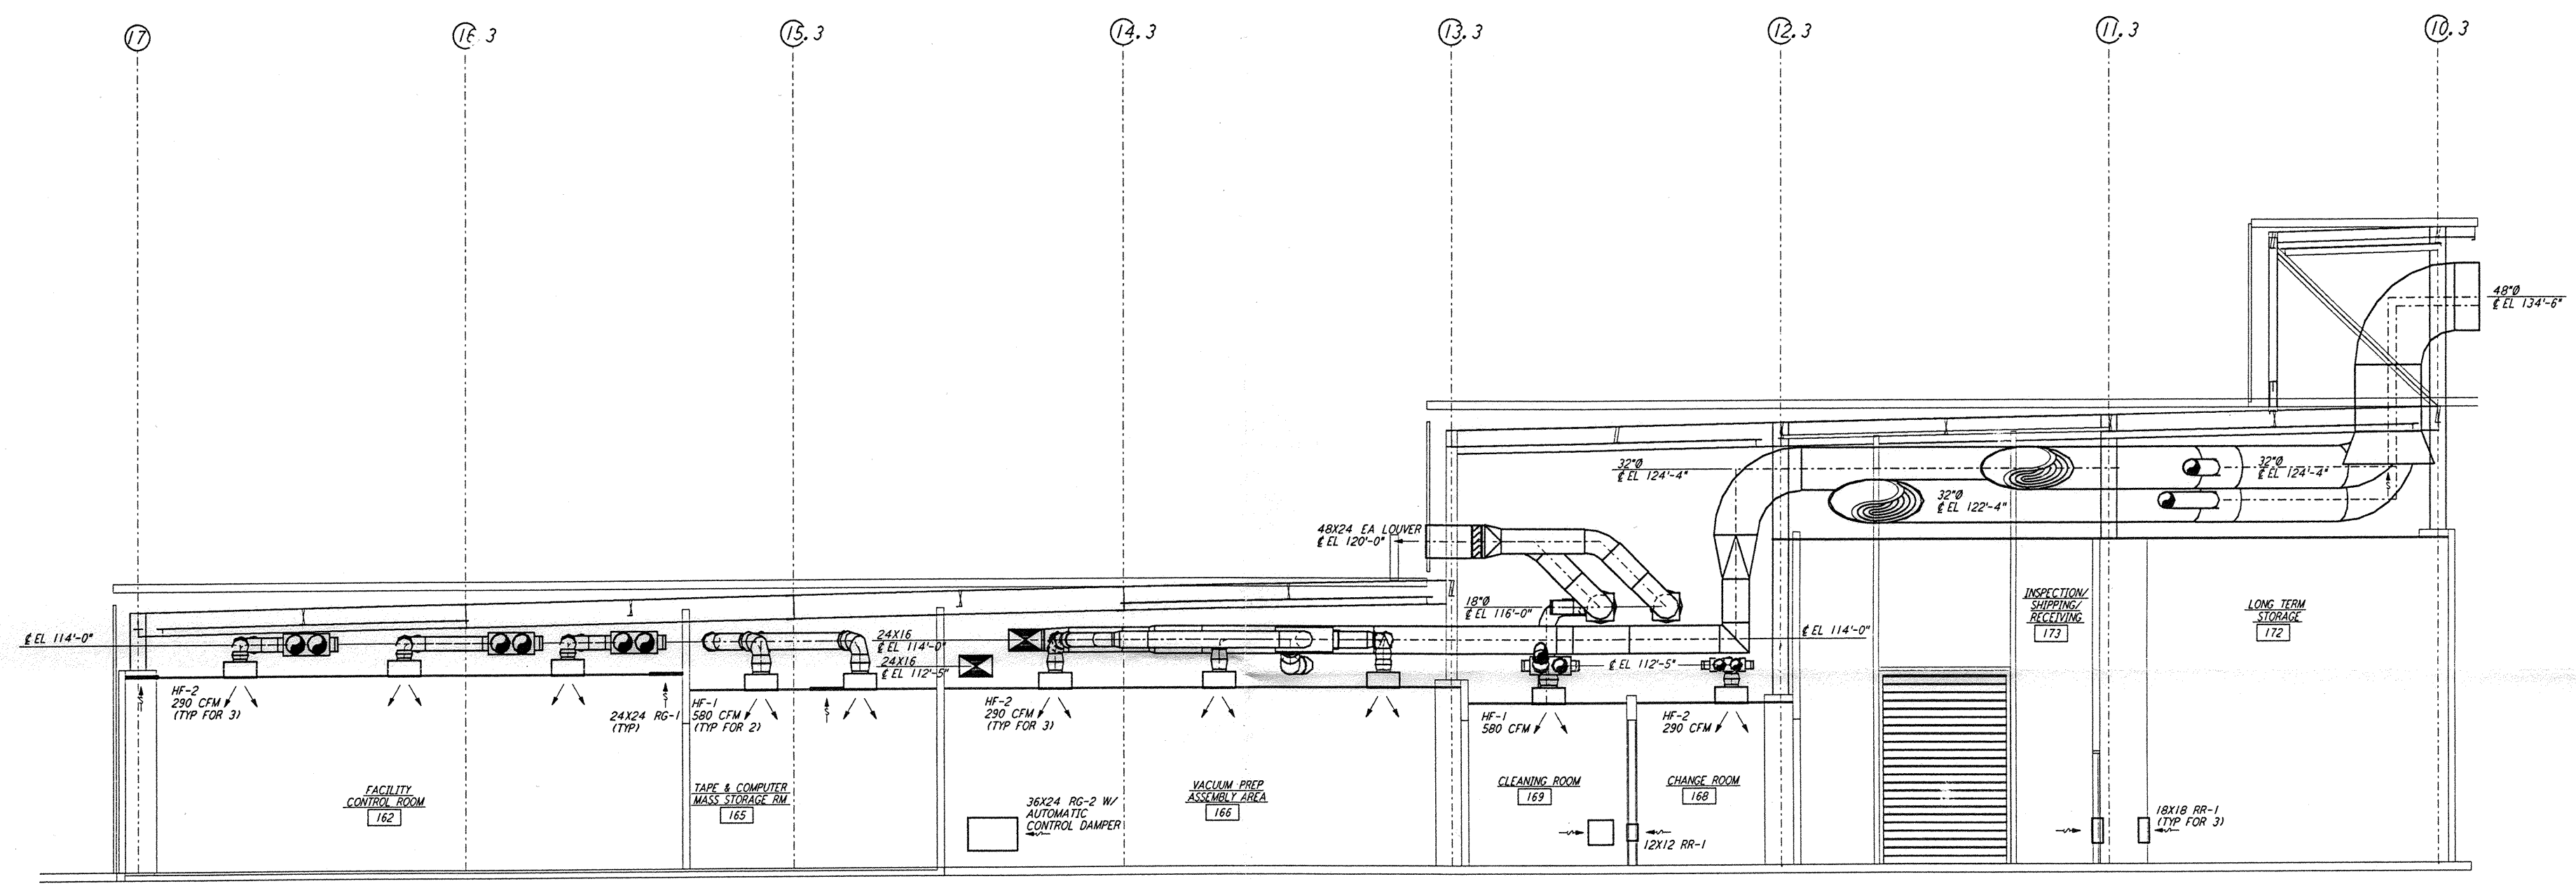 17
16.3
15.3
14.3
13.3
12.3
11.3
10.3
48"Ø
℄ EL 134'-6"
32"Ø
℄ EL 124'-4"
32"Ø
℄ EL 124'-4"
32"Ø
℄ EL 122'-4"
48X24 EA LOUVER
℄ EL 120'-0"
18"Ø
℄ EL 116'-0"
℄ EL 114'-0"
24X16
℄ EL 114'-0"
24X16
℄ EL 112'-5"
℄ EL 114'-0"
℄ EL 112'-5"
S
HF-2
290 CFM
(TYP FOR 3)
24X24 RG-1
(TYP)
S
HF-1
580 CFM
(TYP FOR 2)
S
HF-2
290 CFM
(TYP FOR 3)
HF-1
580 CFM
HF-2
290 CFM
S
INSPECTION/
SHIPPING/
RECEIVING
173
LONG TERM
STORAGE
172
FACILITY
CONTROL ROOM
162
TAPE & COMPUTER
MASS STORAGE RM
165
VACUUM PREP
ASSEMBLY AREA
166
CLEANING ROOM
169
CHANGE ROOM
168
36X24 RG-2 W/
AUTOMATIC
CONTROL DAMPER
12X12 RR-1
18X18 RR-1
(TYP FOR 3)